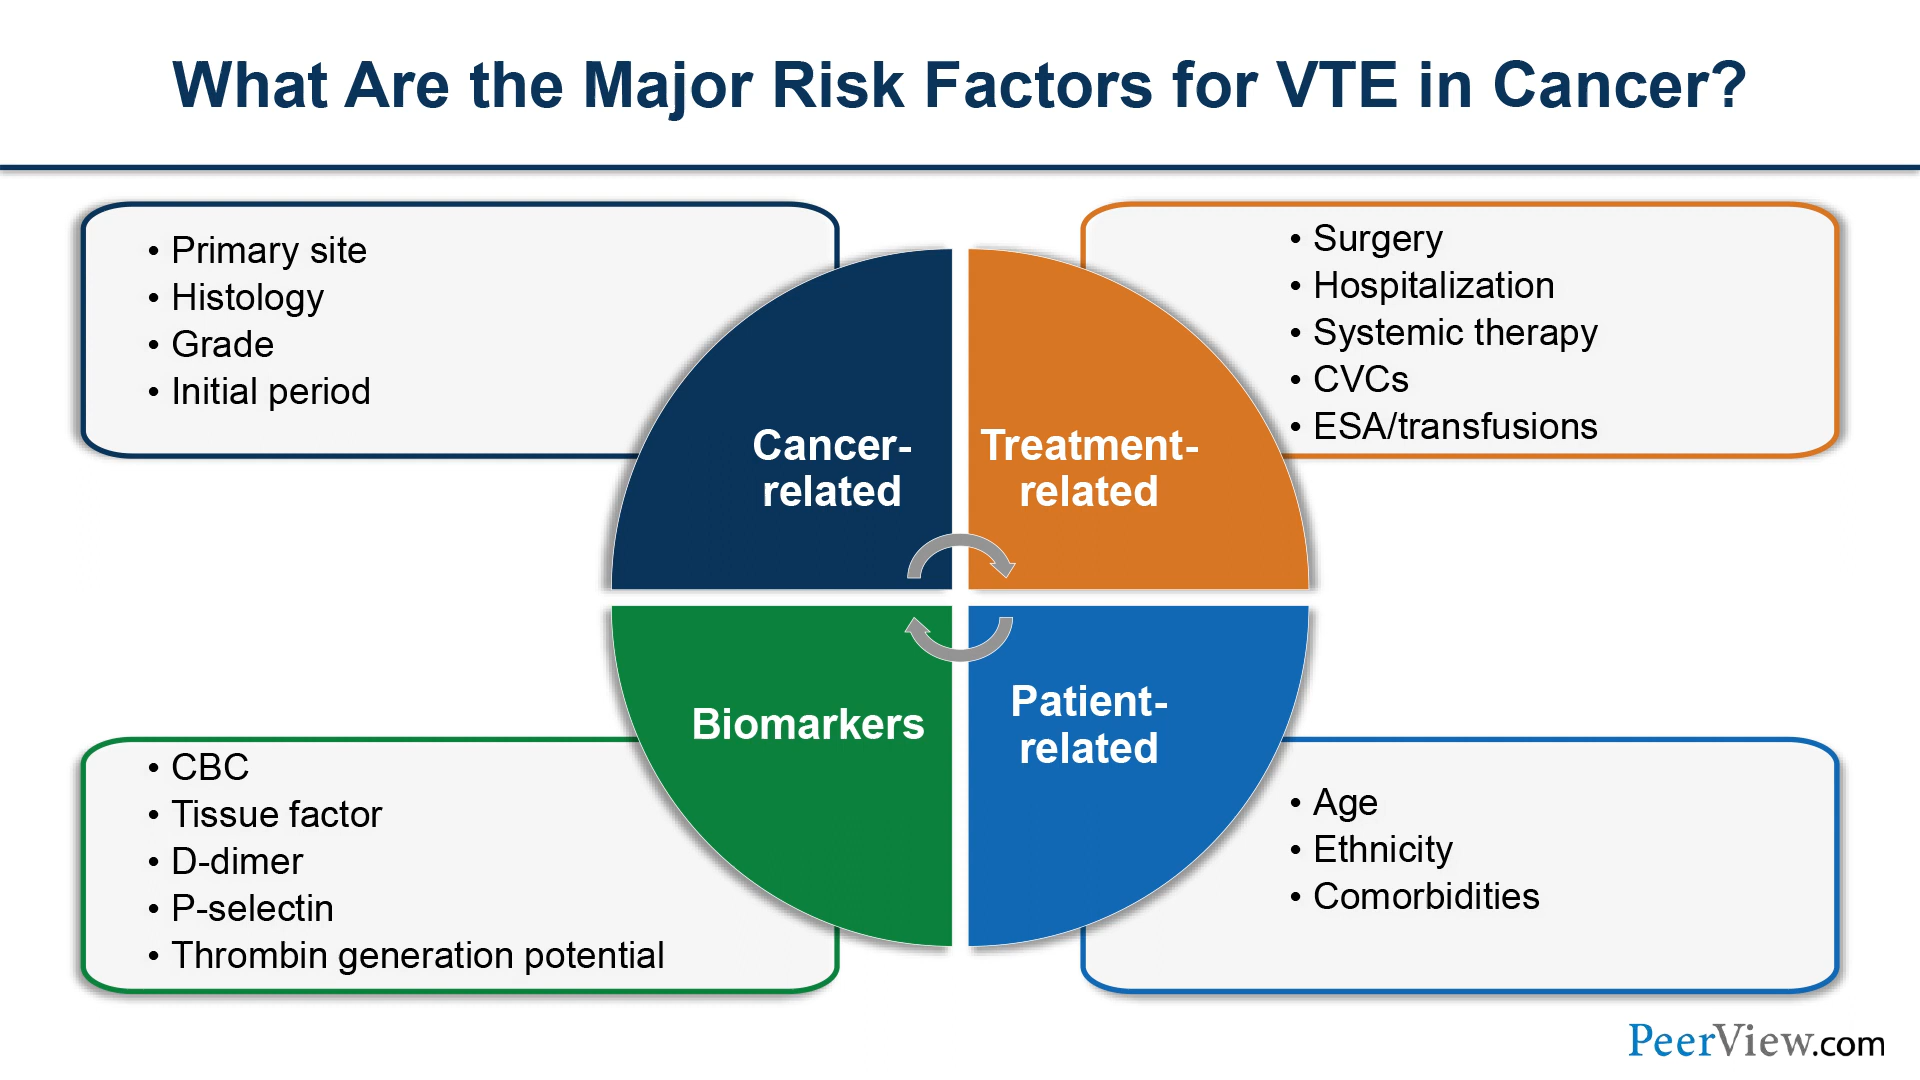 What Are the Major Risk Factors for VTE in Cancer?
• Primary site
• Histology
• Grade
• Initial period
• Surgery
• Hospitalization
• Systemic therapy
• CVCs
• ESA/transfusions
Cancer-
related
Treatment-
related
Biomarkers
Patient-
related
• CBC
• Tissue factor
• D-dimer
• P-selectin
• Thrombin generation potential
• Age
• Ethnicity
• Comorbidities
PeerView.com